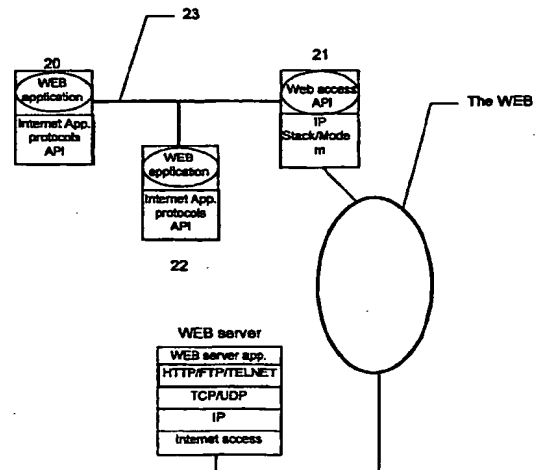 23
20
WEB
application
Internet App.
protocols
API
21
Web access
API
IP
Stack/Mode
m
The WEB
WEB
application
Internet App.
protocols
API
22
WEB server
WEB server app.
HTTP/FTP/TELNET
TCP/UDP
IP
Internet access